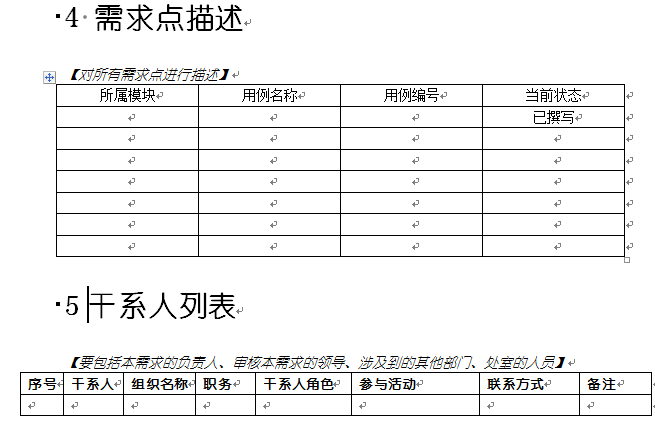 4 需求点描述
【对所有需求点进行描述】
所属模块 用例名称 用例编号 当前状态
已撰写
5 干系人列表
【要包括本需求的负责人、审核本需求的领导、涉及到的其他部门、处室的人员】
序号 干系人 组织名称 职务 干系人角色 参与活动 联系方式 备注